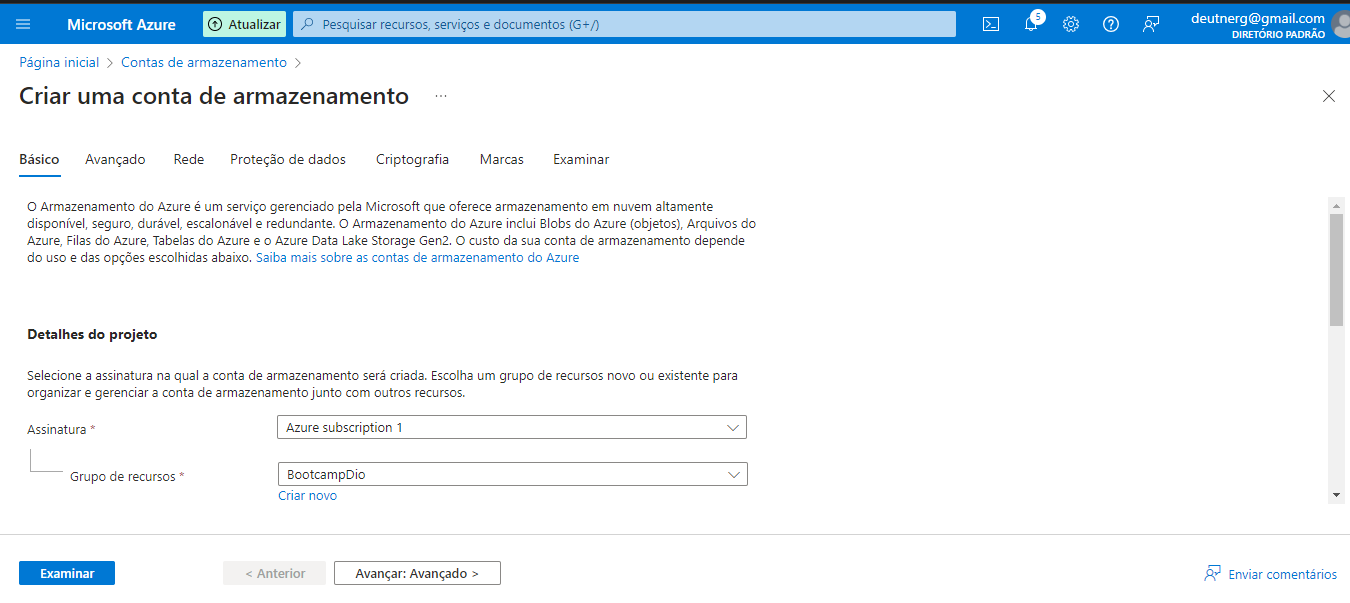 Microsoft Azure
Atualizar
Pesquisar recursos, serviços e documentos (G+/)
5
deutnerg@gmail.com
DIRETÓRIO PADRÃO
Página inicial > Contas de armazenamento >
Criar uma conta de armazenamento ...
Básico Avançado Rede Proteção de dados Criptografia Marcas Examinar
O Armazenamento do Azure é um serviço gerenciado pela Microsoft que oferece armazenamento em nuvem altamente
disponível, seguro, durável, escalonável e redundante. O Armazenamento do Azure inclui Blobs do Azure (objetos), Arquivos do
Azure, Filas do Azure, Tabelas do Azure e o Azure Data Lake Storage Gen2. O custo da sua conta de armazenamento depende
do uso e das opções escolhidas abaixo. Saiba mais sobre as contas de armazenamento do Azure
Detalhes do projeto
Selecione a assinatura na qual a conta de armazenamento será criada. Escolha um grupo de recursos novo ou existente para
organizar e gerenciar a conta de armazenamento junto com outros recursos.
Assinatura * Azure subscription 1
Grupo de recursos * BootcampDio
Criar novo
Examinar < Anterior Avançar: Avançado > Enviar comentários